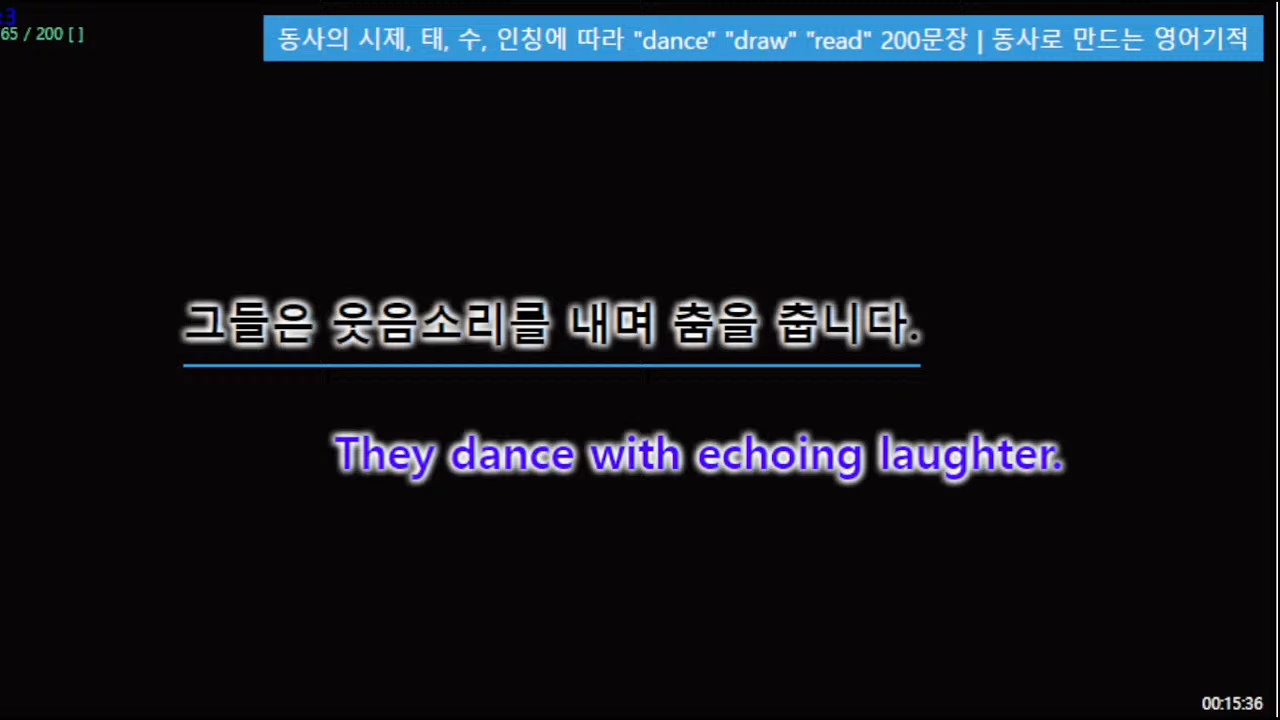 :3
65 / 200 [ ]
동사의 시제, 태, 수, 인칭에 따라 "dance" "draw" "read" 200문장 | 동사로 만드는 영어기적
그들은 웃음소리를 내며 춤을 춥니다.
They dance with echoing laughter.
00:15:36